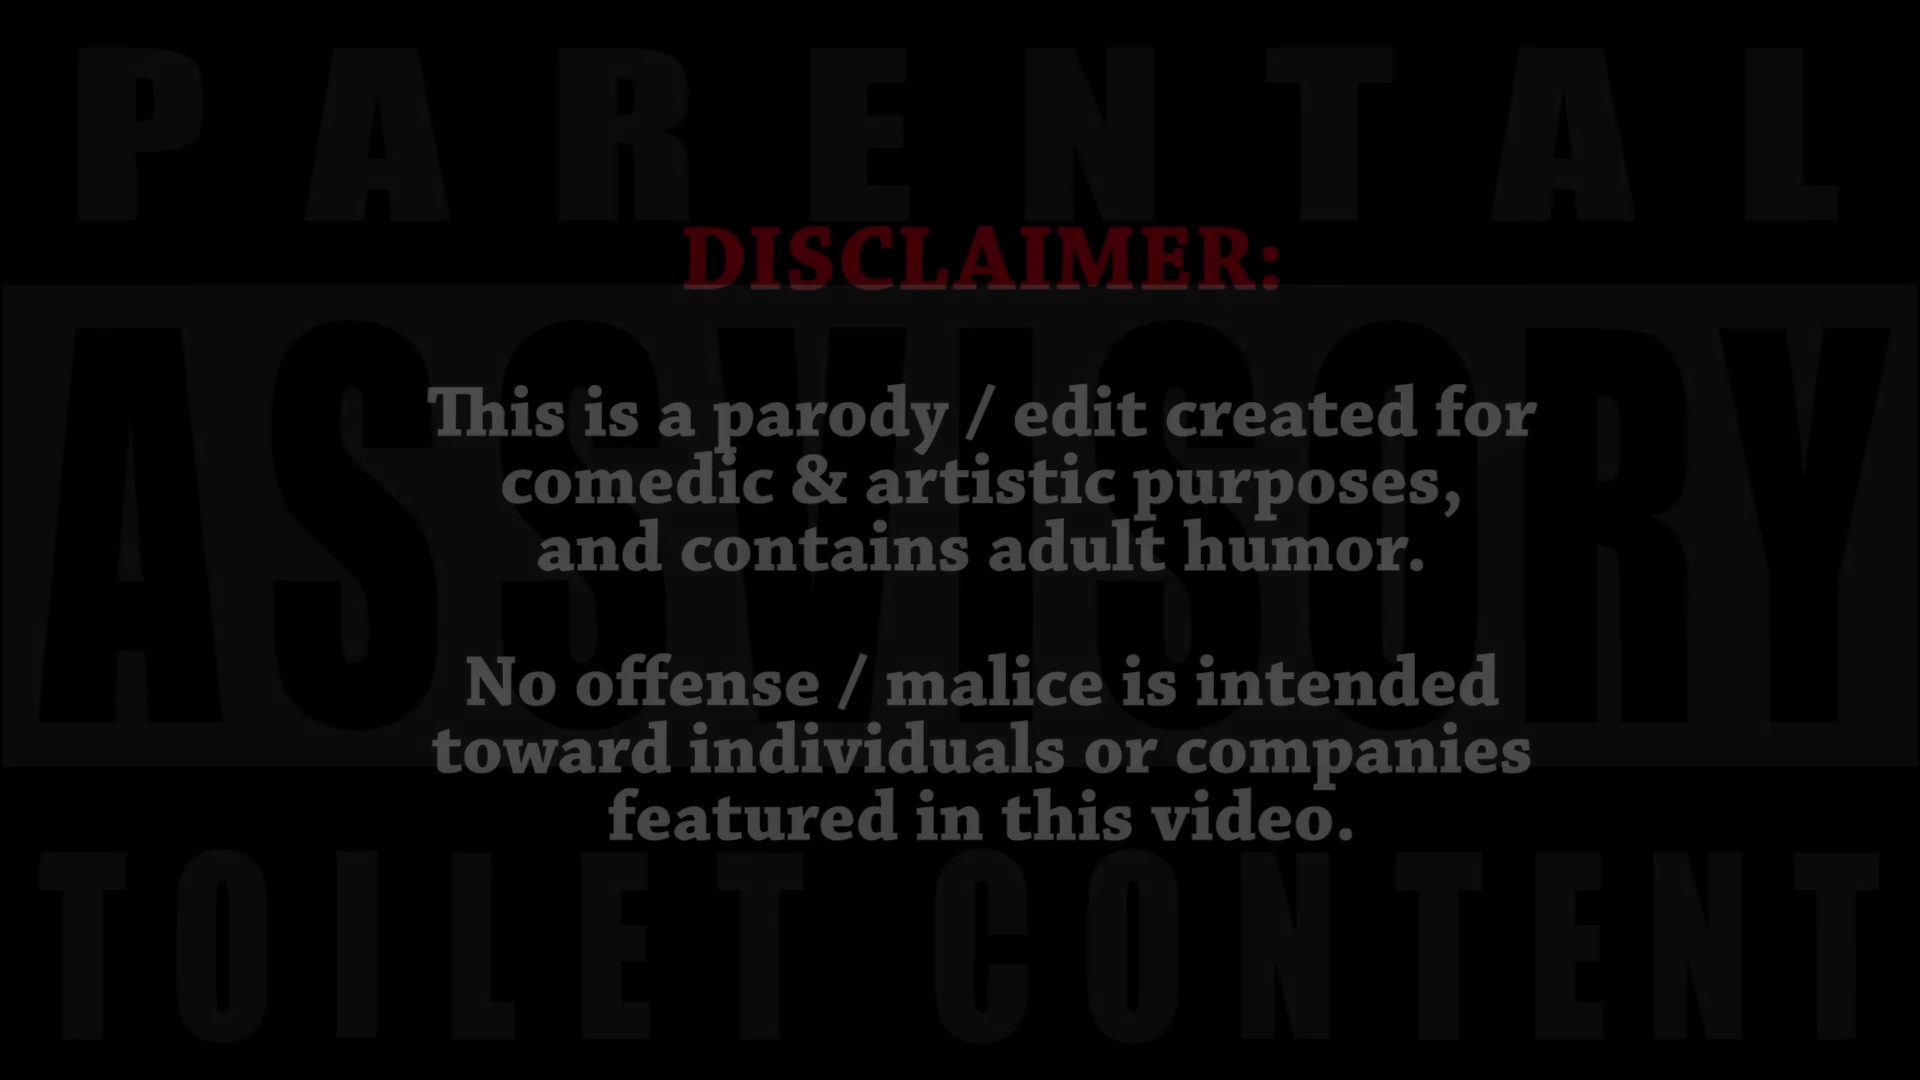 PARENTAL
DISCLAIMER:
ASSVISORY
This is a parody / edit created for
comedic & artistic purposes,
and contains adult humor.
No offense / malice is intended
toward individuals or companies
featured in this video.
TOILET CONTENT